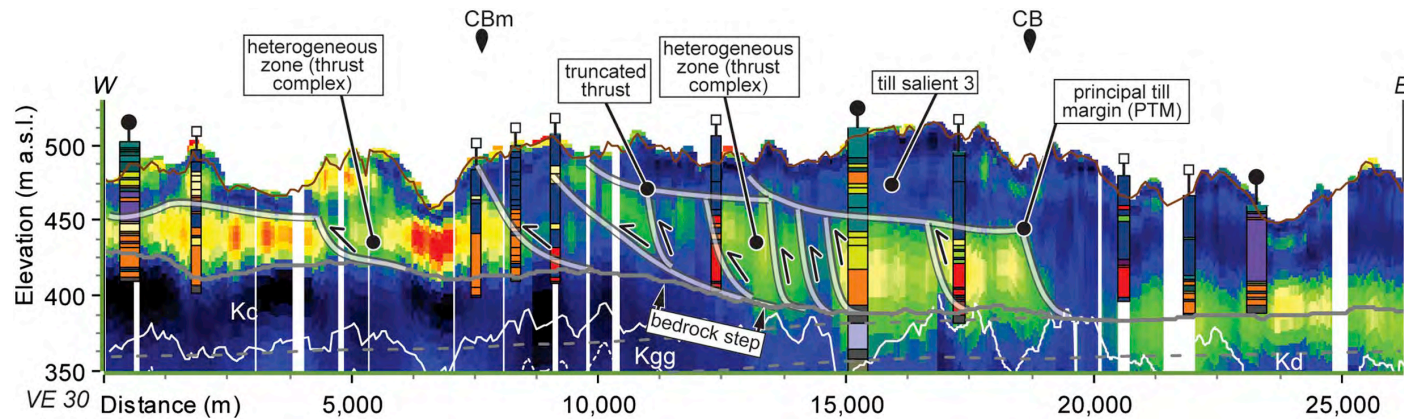 CBm
CB
heterogeneous
zone (thrust
complex)
truncated
thrust
heterogeneous
zone (thrust
complex)
till salient 3
principal till
margin (PTM)
W
Elevation (m a.s.l.)
500
450
400
350
bedrock step
Kgg
Kd
VE 30
Distance (m)
5,000
10,000
15,000
20,000
25,000